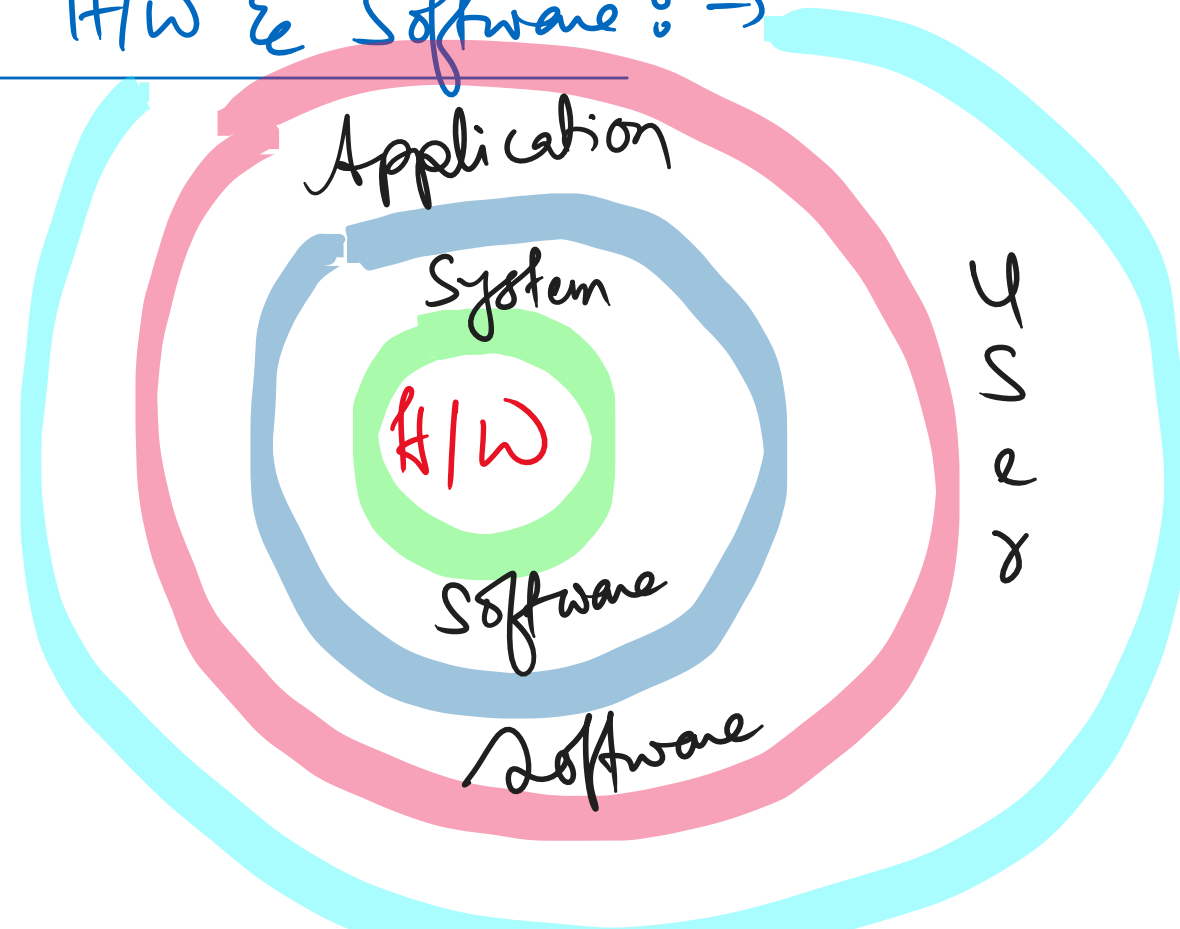 H/W & Software : →
Application
System
H/W
Software
Software
User